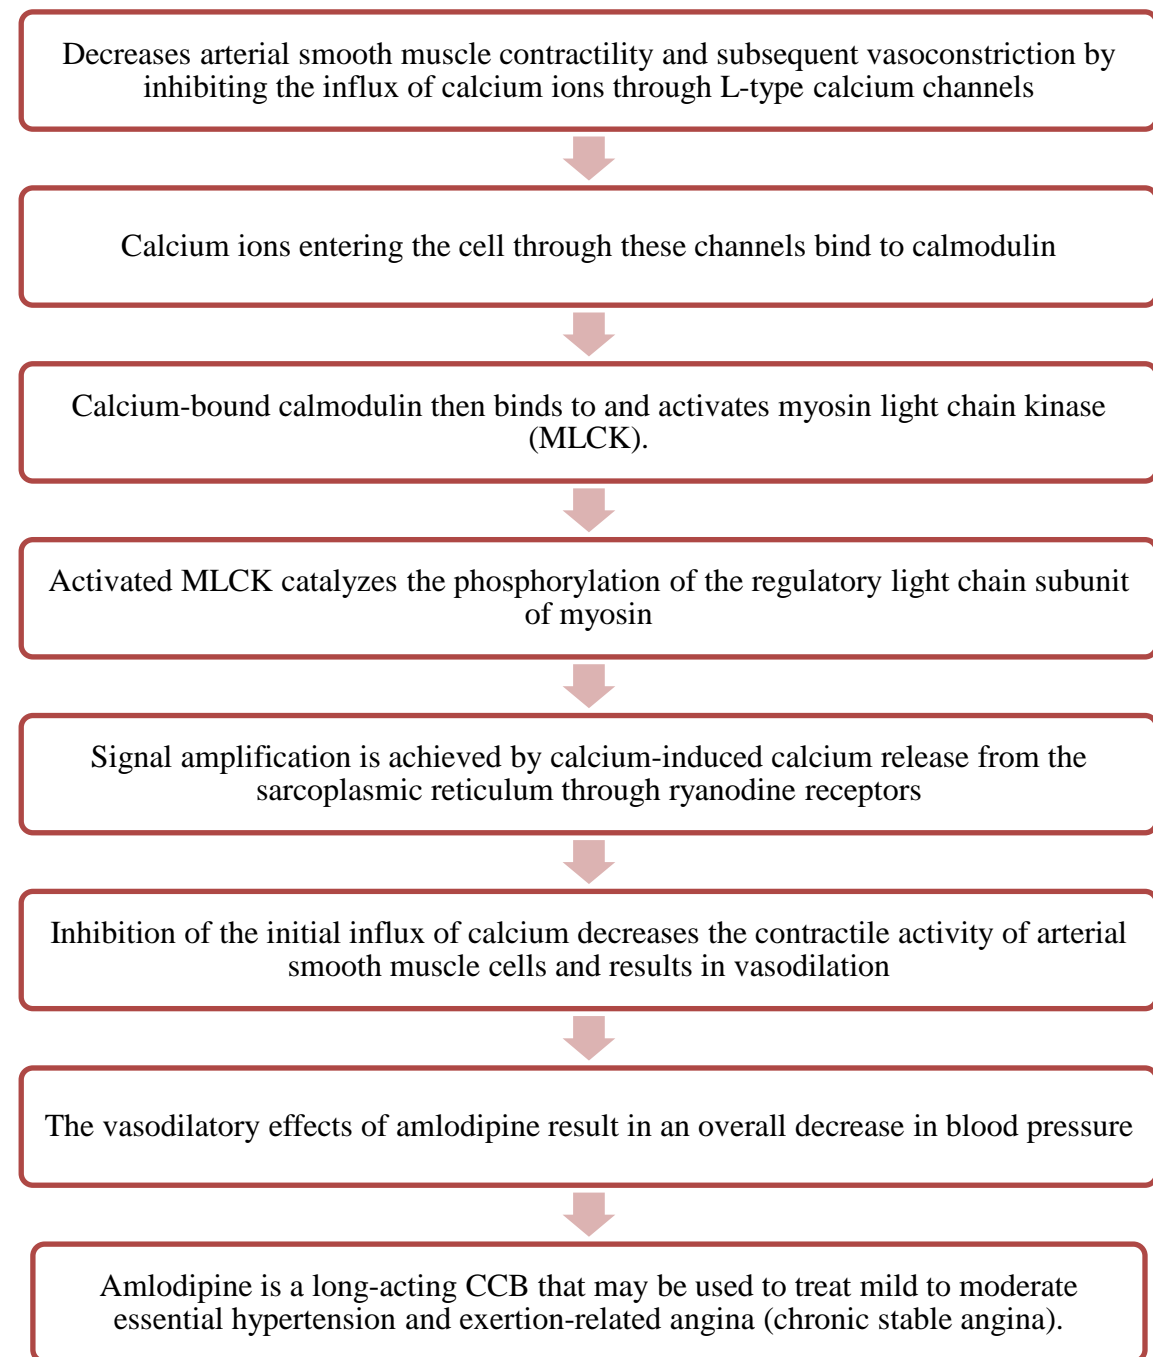 Decreases arterial smooth muscle contractility and subsequent vasoconstriction by
inhibiting the influx of calcium ions through L-type calcium channels
Calcium ions entering the cell through these channels bind to calmodulin
Calcium-bound calmodulin then binds to and activates myosin light chain kinase
(MLCK).
Activated MLCK catalyzes the phosphorylation of the regulatory light chain subunit
of myosin
Signal amplification is achieved by calcium-induced calcium release from the
sarcoplasmic reticulum through ryanodine receptors
Inhibition of the initial influx of calcium decreases the contractile activity of arterial
smooth muscle cells and results in vasodilation
The vasodilatory effects of amlodipine result in an overall decrease in blood pressure
Amlodipine is a long-acting CCB that may be used to treat mild to moderate
essential hypertension and exertion-related angina (chronic stable angina).